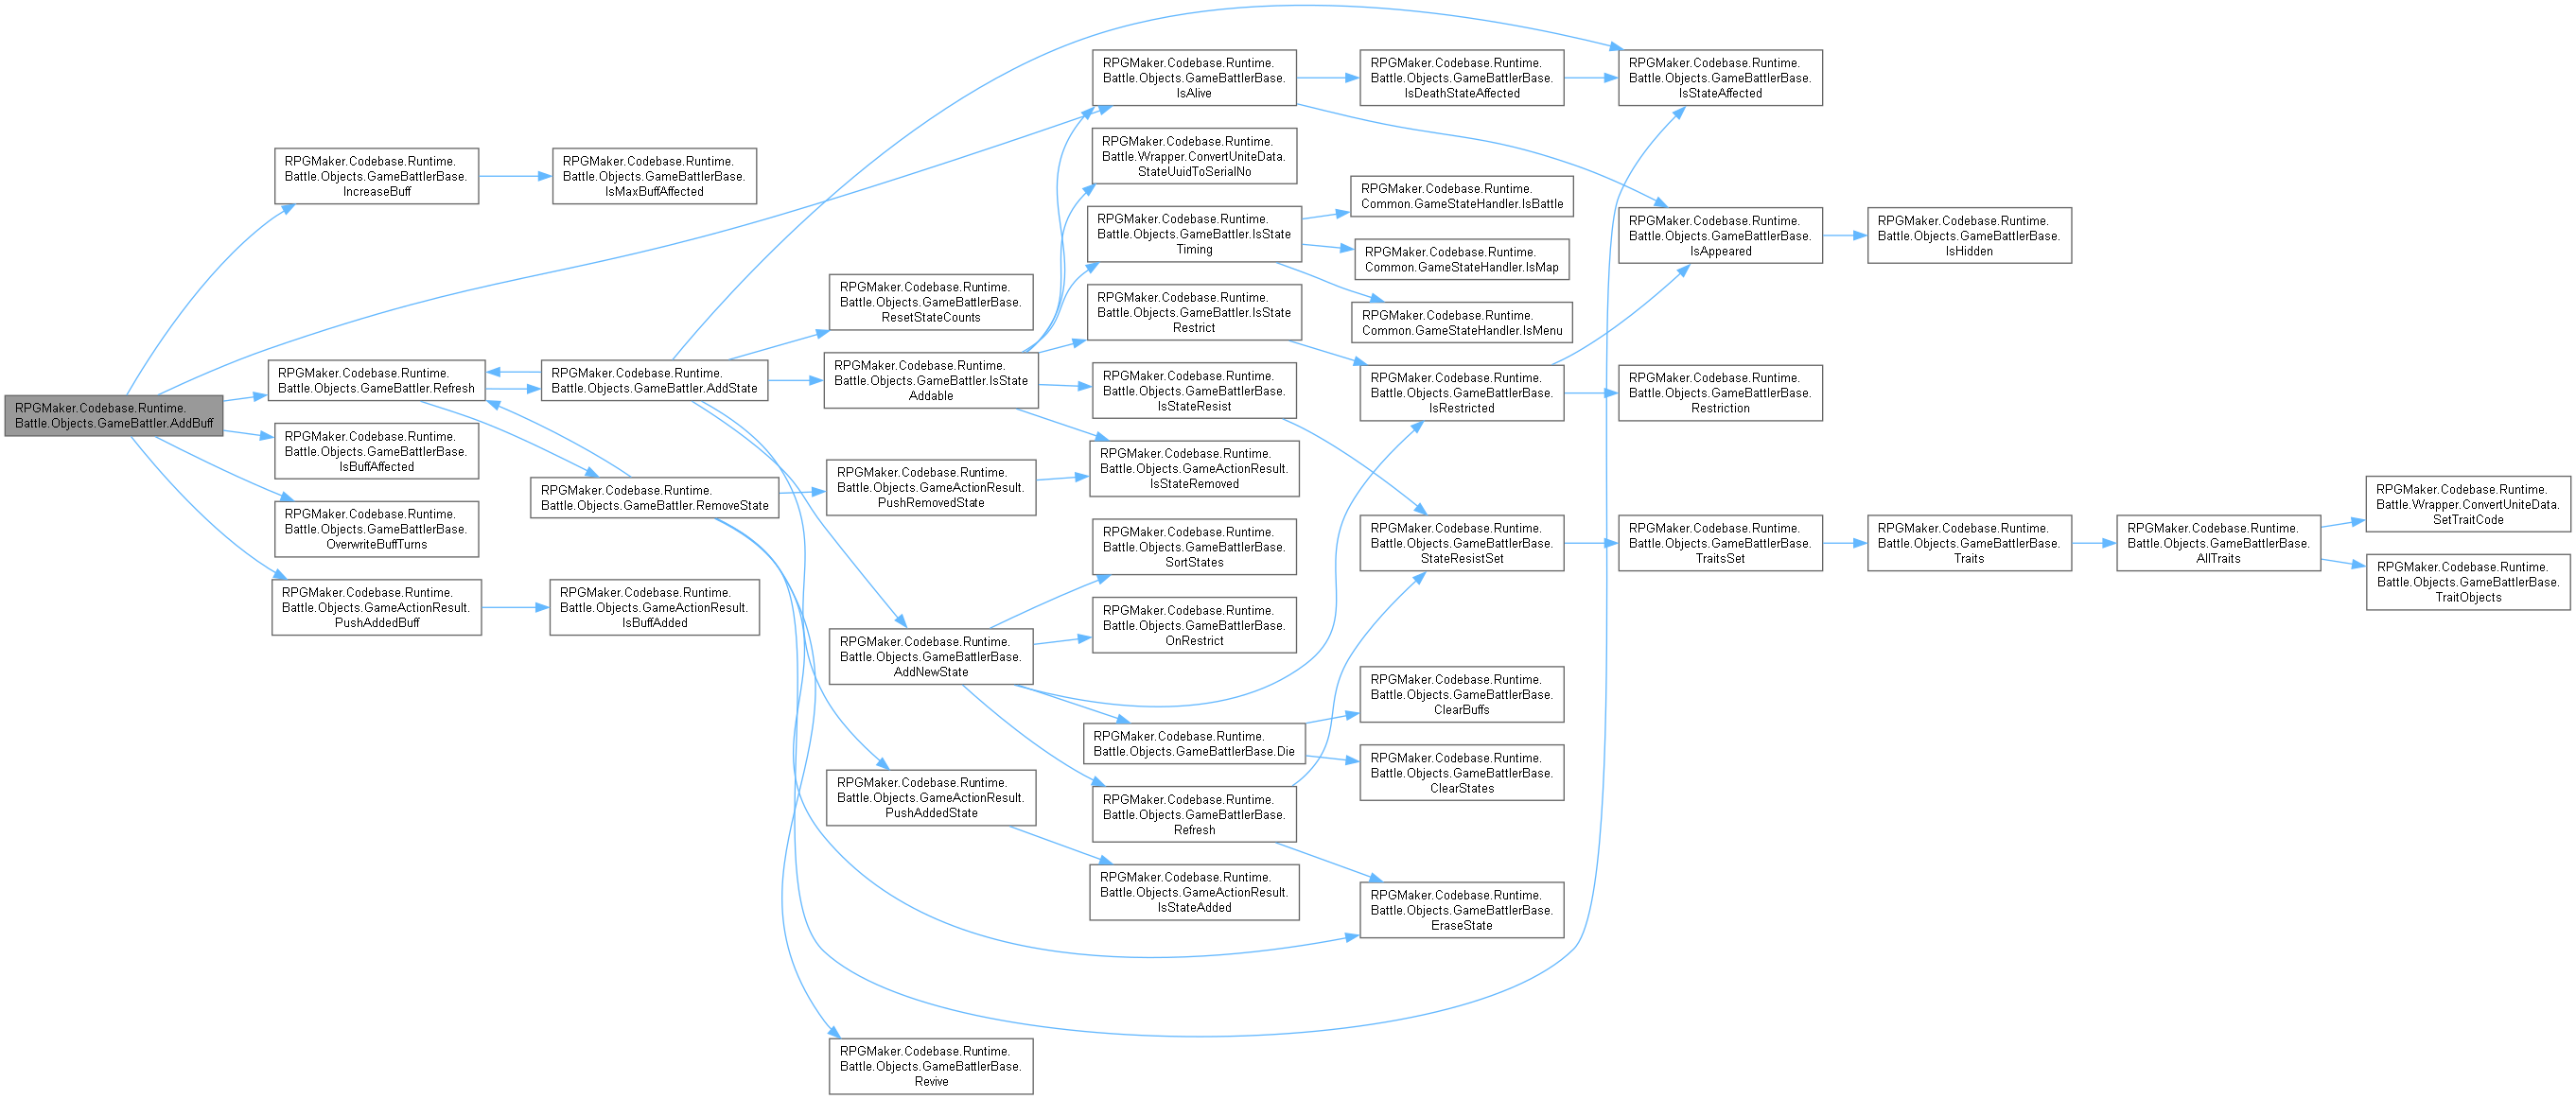 RPGMaker.Codebase.Runtime.
Battle.Objects.GameBattler.AddBuff
RPGMaker.Codebase.Runtime.
Battle.Objects.GameBattlerBase.
IncreaseBuff
RPGMaker.Codebase.Runtime.
Battle.Objects.GameBattlerBase.
IsMaxBuffAffected
RPGMaker.Codebase.Runtime.
Battle.Objects.GameBattler.Refresh
RPGMaker.Codebase.Runtime.
Battle.Objects.GameBattlerBase.
IsBuffAffected
RPGMaker.Codebase.Runtime.
Battle.Objects.GameBattlerBase.
OverwriteBuffTurns
RPGMaker.Codebase.Runtime.
Battle.Objects.GameActionResult.
PushAddedBuff
RPGMaker.Codebase.Runtime.
Battle.Objects.GameActionResult.
IsBuffAdded
RPGMaker.Codebase.Runtime.
Battle.Objects.GameBattler.AddState
RPGMaker.Codebase.Runtime.
Battle.Objects.GameBattler.RemoveState
RPGMaker.Codebase.Runtime.
Battle.Objects.GameBattlerBase.
ResetStateCounts
RPGMaker.Codebase.Runtime.
Battle.Objects.GameBattler.IsState
Addable
RPGMaker.Codebase.Runtime.
Battle.Objects.GameActionResult.
PushRemovedState
RPGMaker.Codebase.Runtime.
Battle.Objects.GameBattlerBase.
AddNewState
RPGMaker.Codebase.Runtime.
Battle.Objects.GameActionResult.
PushAddedState
RPGMaker.Codebase.Runtime.
Battle.Objects.GameBattlerBase.
Revive
RPGMaker.Codebase.Runtime.
Battle.Objects.GameBattlerBase.
IsAlive
RPGMaker.Codebase.Runtime.
Battle.Wrapper.ConvertUniteData.
StateUuidToSerialNo
RPGMaker.Codebase.Runtime.
Battle.Objects.GameBattler.IsState
Timing
RPGMaker.Codebase.Runtime.
Battle.Objects.GameBattler.IsState
Restrict
RPGMaker.Codebase.Runtime.
Battle.Objects.GameBattlerBase.
IsStateResist
RPGMaker.Codebase.Runtime.
Battle.Objects.GameActionResult.
IsStateRemoved
RPGMaker.Codebase.Runtime.
Battle.Objects.GameBattlerBase.
SortStates
RPGMaker.Codebase.Runtime.
Battle.Objects.GameBattlerBase.
OnRestrict
RPGMaker.Codebase.Runtime.
Battle.Objects.GameBattlerBase.Die
RPGMaker.Codebase.Runtime.
Battle.Objects.GameBattlerBase.
Refresh
RPGMaker.Codebase.Runtime.
Battle.Objects.GameActionResult.
IsStateAdded
RPGMaker.Codebase.Runtime.
Battle.Objects.GameBattlerBase.
IsDeathStateAffected
RPGMaker.Codebase.Runtime.
Common.GameStateHandler.IsBattle
RPGMaker.Codebase.Runtime.
Common.GameStateHandler.IsMap
RPGMaker.Codebase.Runtime.
Common.GameStateHandler.IsMenu
RPGMaker.Codebase.Runtime.
Battle.Objects.GameBattlerBase.
IsRestricted
RPGMaker.Codebase.Runtime.
Battle.Objects.GameBattlerBase.
StateResistSet
RPGMaker.Codebase.Runtime.
Battle.Objects.GameBattlerBase.
ClearBuffs
RPGMaker.Codebase.Runtime.
Battle.Objects.GameBattlerBase.
ClearStates
RPGMaker.Codebase.Runtime.
Battle.Objects.GameBattlerBase.
EraseState
RPGMaker.Codebase.Runtime.
Battle.Objects.GameBattlerBase.
IsStateAffected
RPGMaker.Codebase.Runtime.
Battle.Objects.GameBattlerBase.
IsAppeared
RPGMaker.Codebase.Runtime.
Battle.Objects.GameBattlerBase.
Restriction
RPGMaker.Codebase.Runtime.
Battle.Objects.GameBattlerBase.
TraitsSet
RPGMaker.Codebase.Runtime.
Battle.Objects.GameBattlerBase.
IsHidden
RPGMaker.Codebase.Runtime.
Battle.Objects.GameBattlerBase.
Traits
RPGMaker.Codebase.Runtime.
Battle.Objects.GameBattlerBase.
AllTraits
RPGMaker.Codebase.Runtime.
Battle.Wrapper.ConvertUniteData.
SetTraitCode
RPGMaker.Codebase.Runtime.
Battle.Objects.GameBattlerBase.
TraitObjects